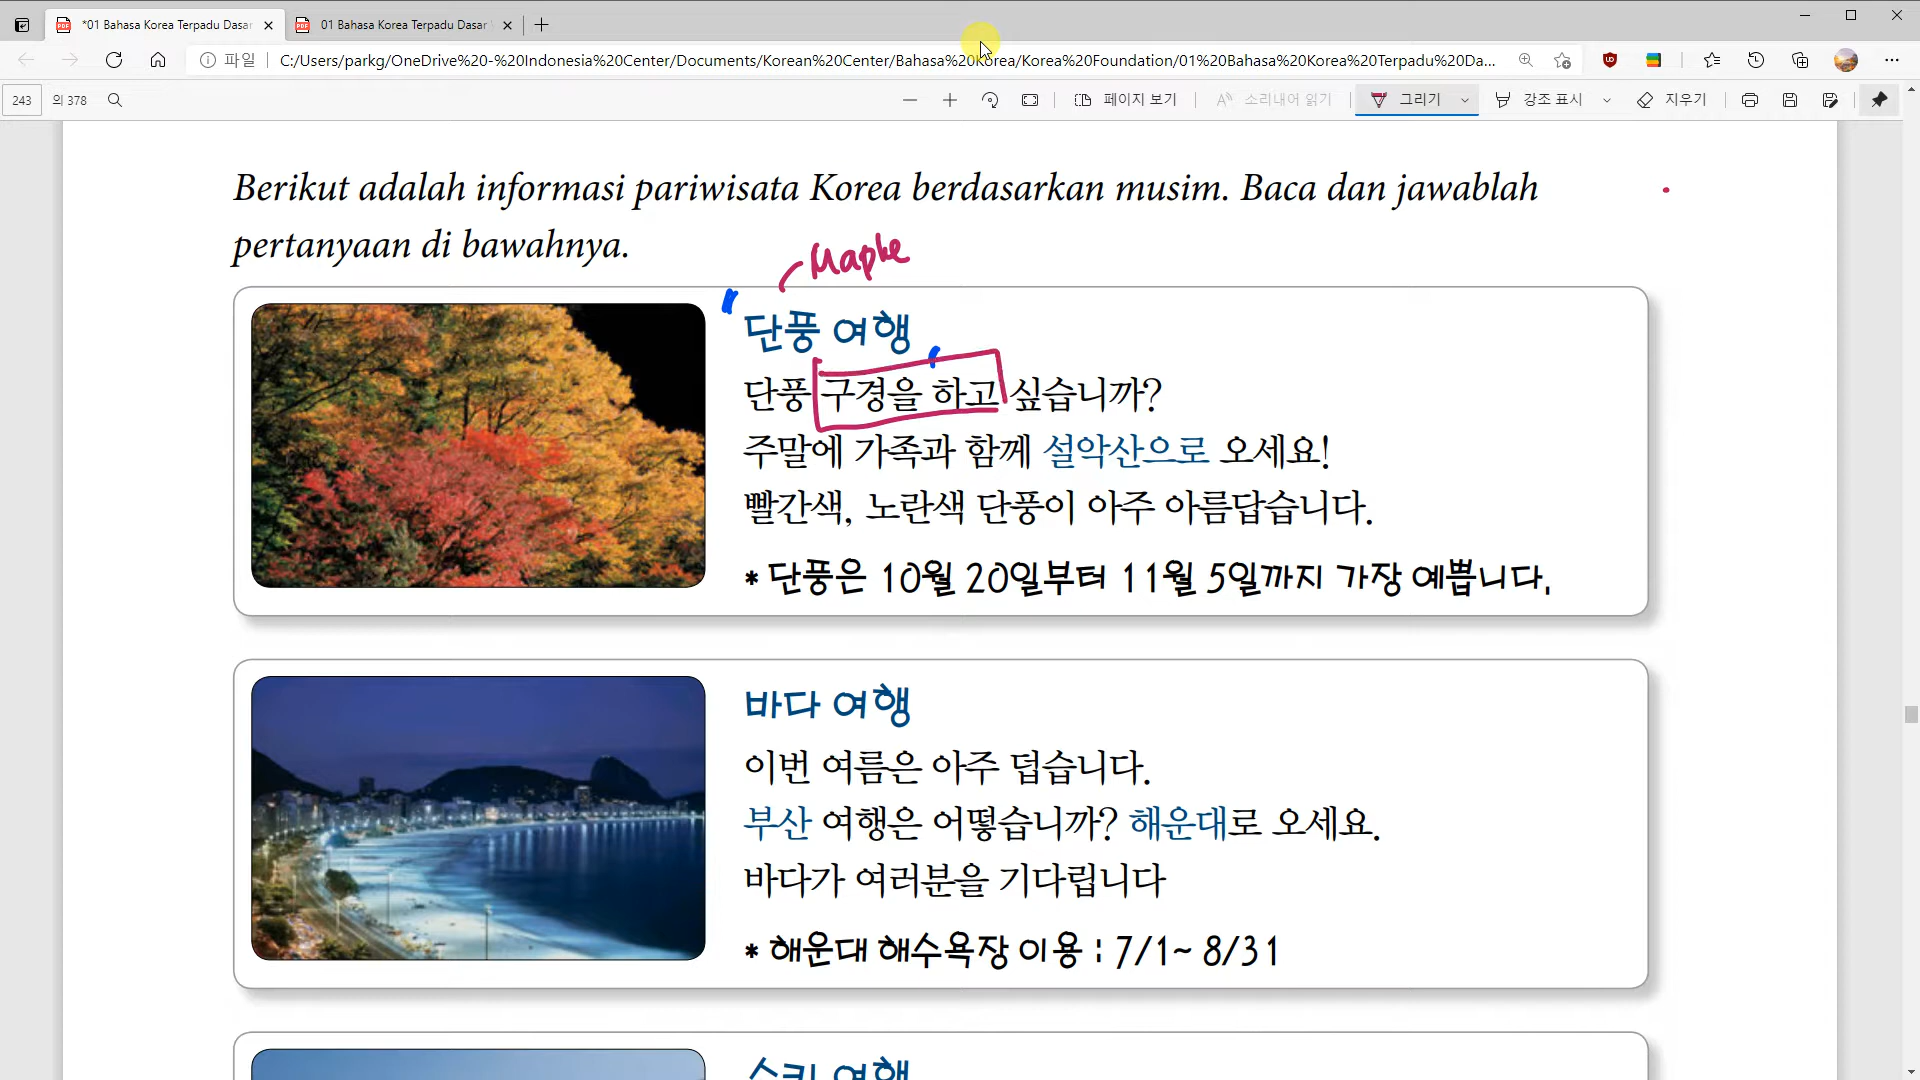 *01 Bahasa Korea Terpadu Dasar
01 Bahasa Korea Terpadu Dasar
파일
C:/Users/parkg/OneDrive%20-%20Indonesia%20Center/Documents/Korean%20Center/Bahasa%20Korea/Korea%20Foundation/01%20Bahasa%20Korea%20Terpadu%20Da...
243 의 378
페이지 보기
소리내어 읽기
그리기
강조 표시
지우기
Berikut adalah informasi pariwisata Korea berdasarkan musim. Baca dan jawablah
pertanyaan di bawahnya.
Maple
단풍 여행
단풍 구경을 하고 싶습니까?
주말에 가족과 함께 설악산으로 오세요!
빨간색, 노란색 단풍이 아주 아름답습니다.
* 단풍은 10월 20일부터 11월 5일까지 가장 예쁩니다.
바다 여행
이번 여름은 아주 덥습니다.
부산 여행은 어떻습니까? 해운대로 오세요.
바다가 여러분을 기다립니다
* 해운대 해수욕장 이용 : 7/1~ 8/31
스키 여행